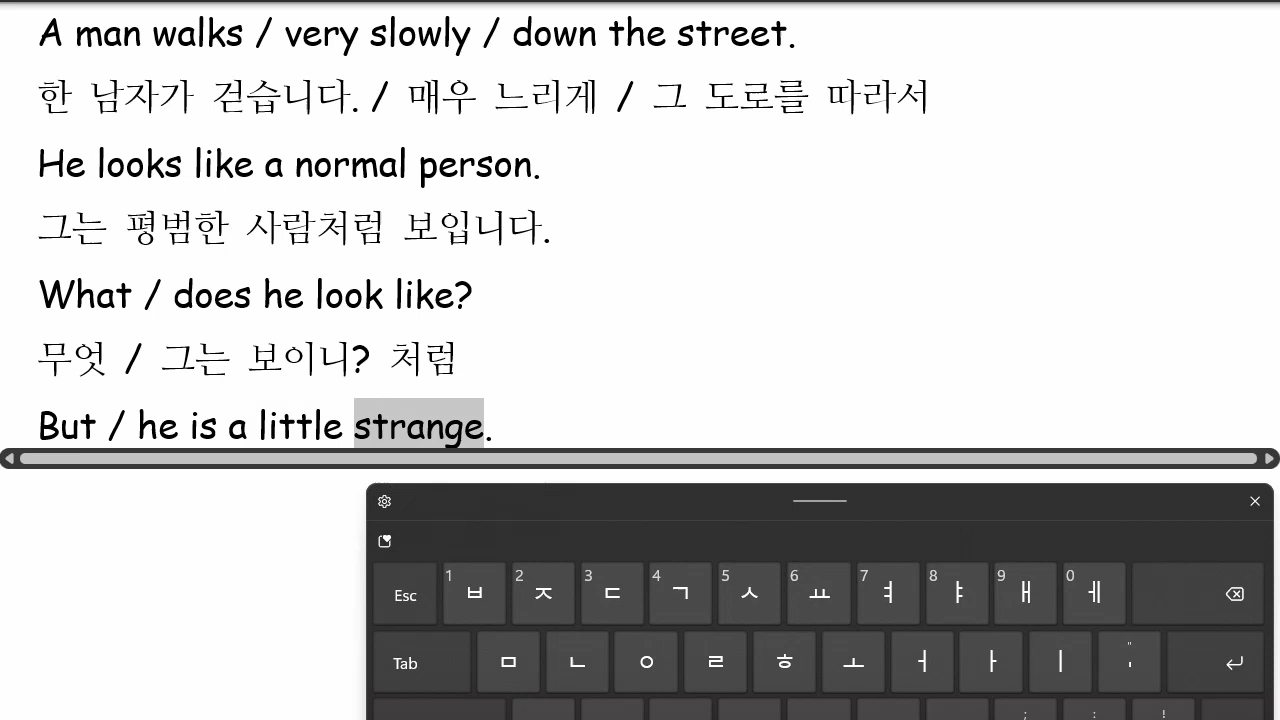 A man walks / very slowly / down the street.
한 남자가 걷습니다. / 매우 느리게 / 그 도로를 따라서
He looks like a normal person.
그는 평범한 사람처럼 보입니다.
What / does he look like?
무엇 / 그는 보이니? 처럼
But / he is a little strange.
Esc 1 ㅂ 2 ㅈ 3 ㄷ 4 ㄱ 5 ㅅ 6 ㅛ 7 ㅕ 8 ㅑ 9 ㅐ 0 ㅔ
Tab ㅁ ㄴ ㅇ ㄹ ㅎ ㅗ ㅓ ㅏ ㅣ " '
; : !